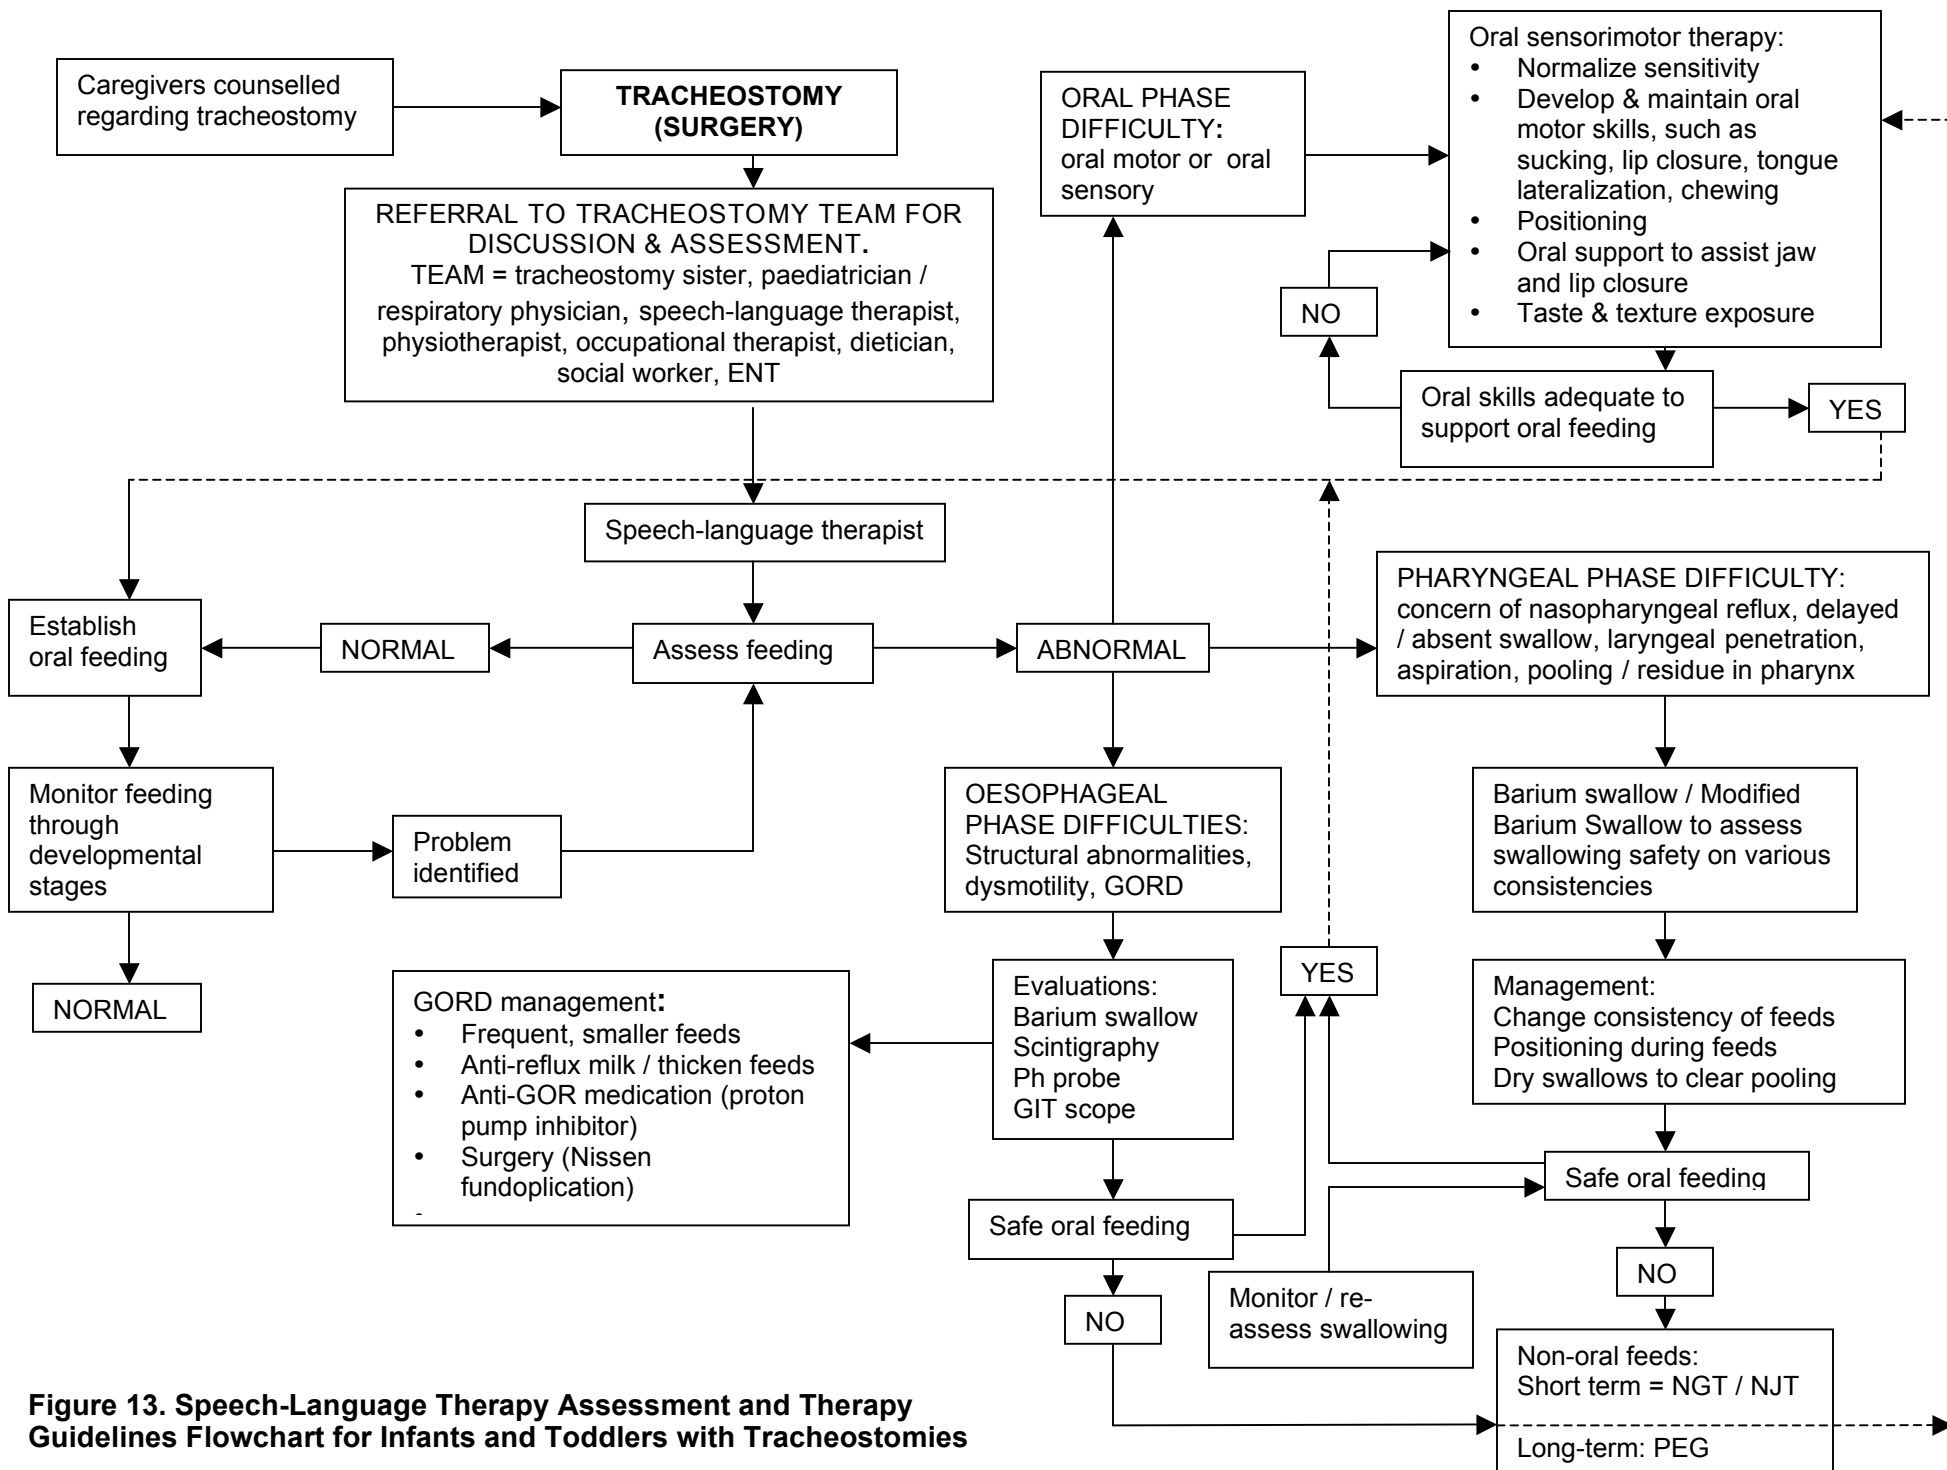 Caregivers counselled
regarding tracheostomy
TRACHEOSTOMY
(SURGERY)
REFERRAL TO TRACHEOSTOMY TEAM FOR
DISCUSSION & ASSESSMENT.
TEAM = tracheostomy sister, paediatrician /
respiratory physician, speech-language therapist,
physiotherapist, occupational therapist, dietician,
social worker, ENT
ORAL PHASE
DIFFICULTY:
oral motor or oral
sensory
Oral sensorimotor therapy:
• Normalize sensitivity
• Develop & maintain oral
motor skills, such as
sucking, lip closure, tongue
lateralization, chewing
• Positioning
• Oral support to assist jaw
and lip closure
• Taste & texture exposure
NO
Oral skills adequate to
support oral feeding
YES
Speech-language therapist
Establish
oral feeding
NORMAL
Assess feeding
ABNORMAL
PHARYNGEAL PHASE DIFFICULTY:
concern of nasopharyngeal reflux, delayed
/ absent swallow, laryngeal penetration,
aspiration, pooling / residue in pharynx
Monitor feeding
through
developmental
stages
Problem
identified
OESOPHAGEAL
PHASE DIFFICULTIES:
Structural abnormalities,
dysmotility, GORD
Barium swallow / Modified
Barium Swallow to assess
swallowing safety on various
consistencies
NORMAL
GORD management:
• Frequent, smaller feeds
• Anti-reflux milk / thicken feeds
• Anti-GOR medication (proton
pump inhibitor)
• Surgery (Nissen
fundoplication)
Evaluations:
Barium swallow
Scintigraphy
Ph probe
GIT scope
YES
Management:
Change consistency of feeds
Positioning during feeds
Dry swallows to clear pooling
Safe oral feeding
Safe oral feeding
NO
Monitor / re-
assess swallowing
NO
Non-oral feeds:
Short term = NGT / NJT
Long-term: PEG
Figure 13. Speech-Language Therapy Assessment and Therapy
Guidelines Flowchart for Infants and Toddlers with Tracheostomies